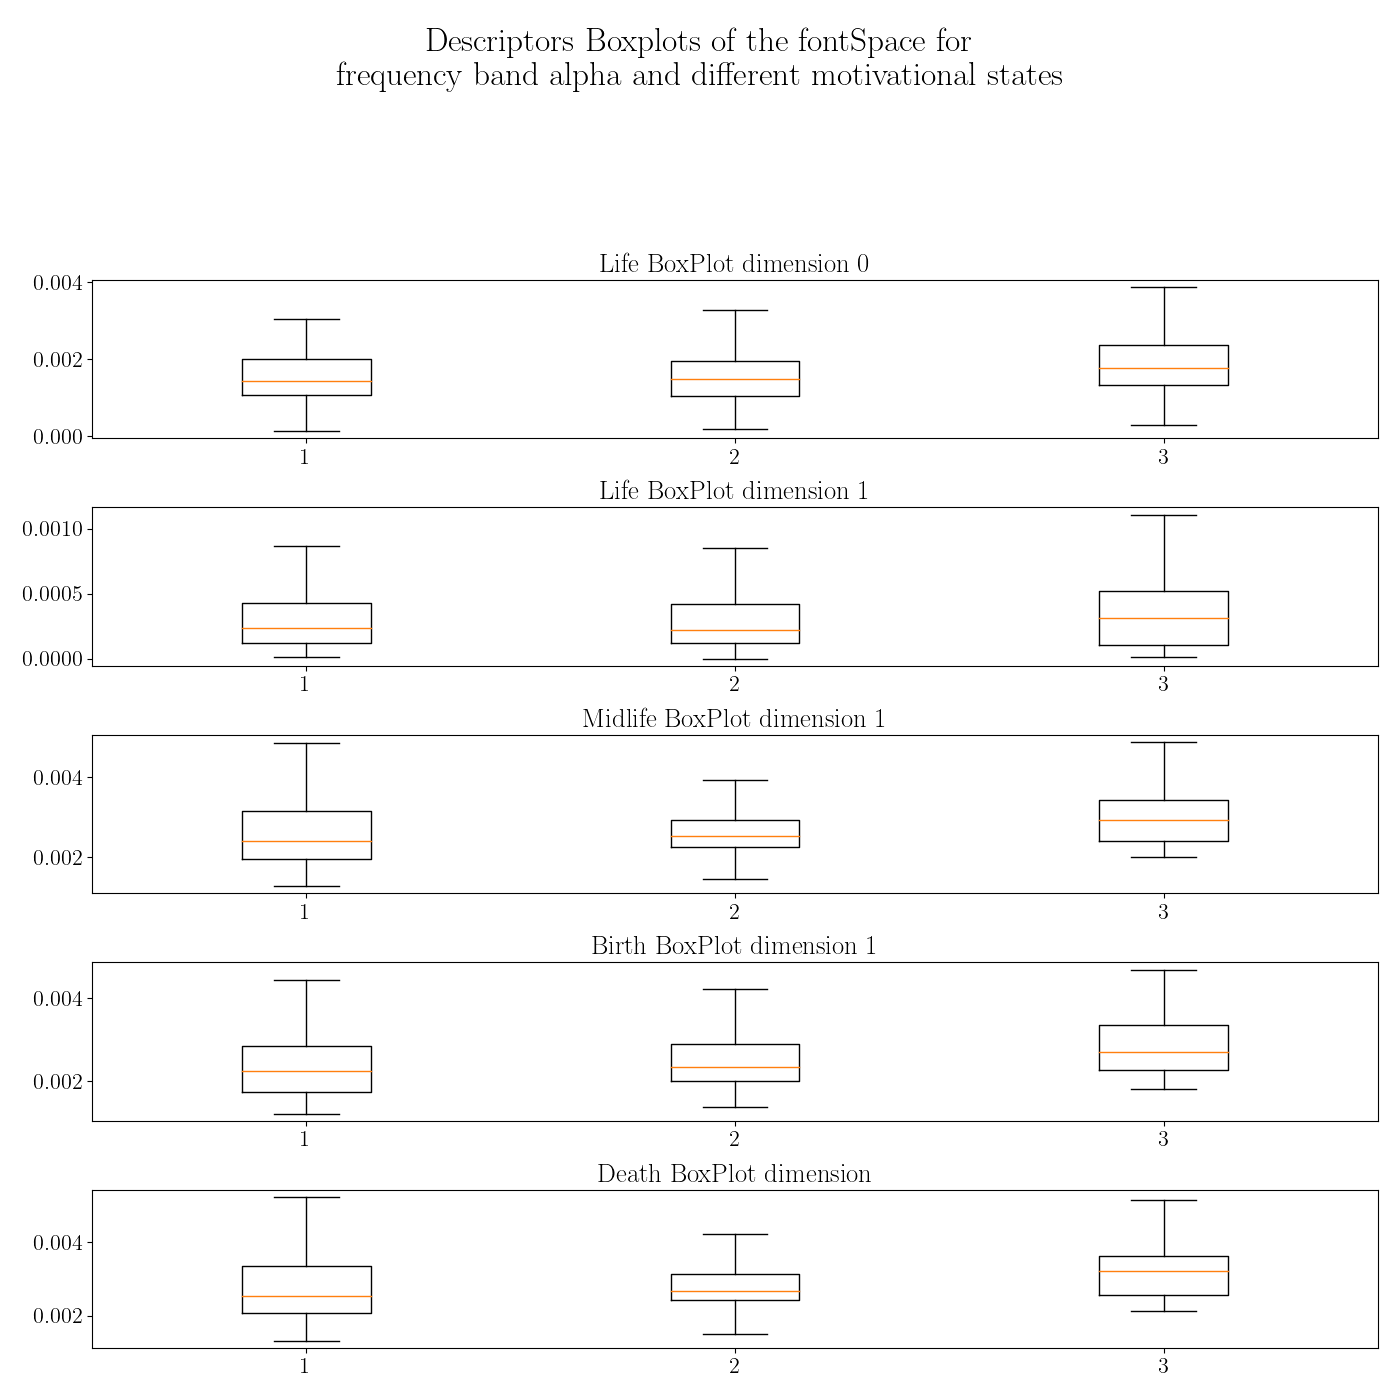 Descriptors Boxplots of the fontSpace for
frequency band alpha and different motivational states
Life BoxPlot dimension 0
0.004
0.002
0.000
1 2 3
Life BoxPlot dimension 1
0.0010
0.0005
0.0000
1 2 3
Midlife BoxPlot dimension 1
0.004
0.002
1 2 3
Birth BoxPlot dimension 1
0.004
0.002
1 2 3
Death BoxPlot dimension
0.004
0.002
1 2 3